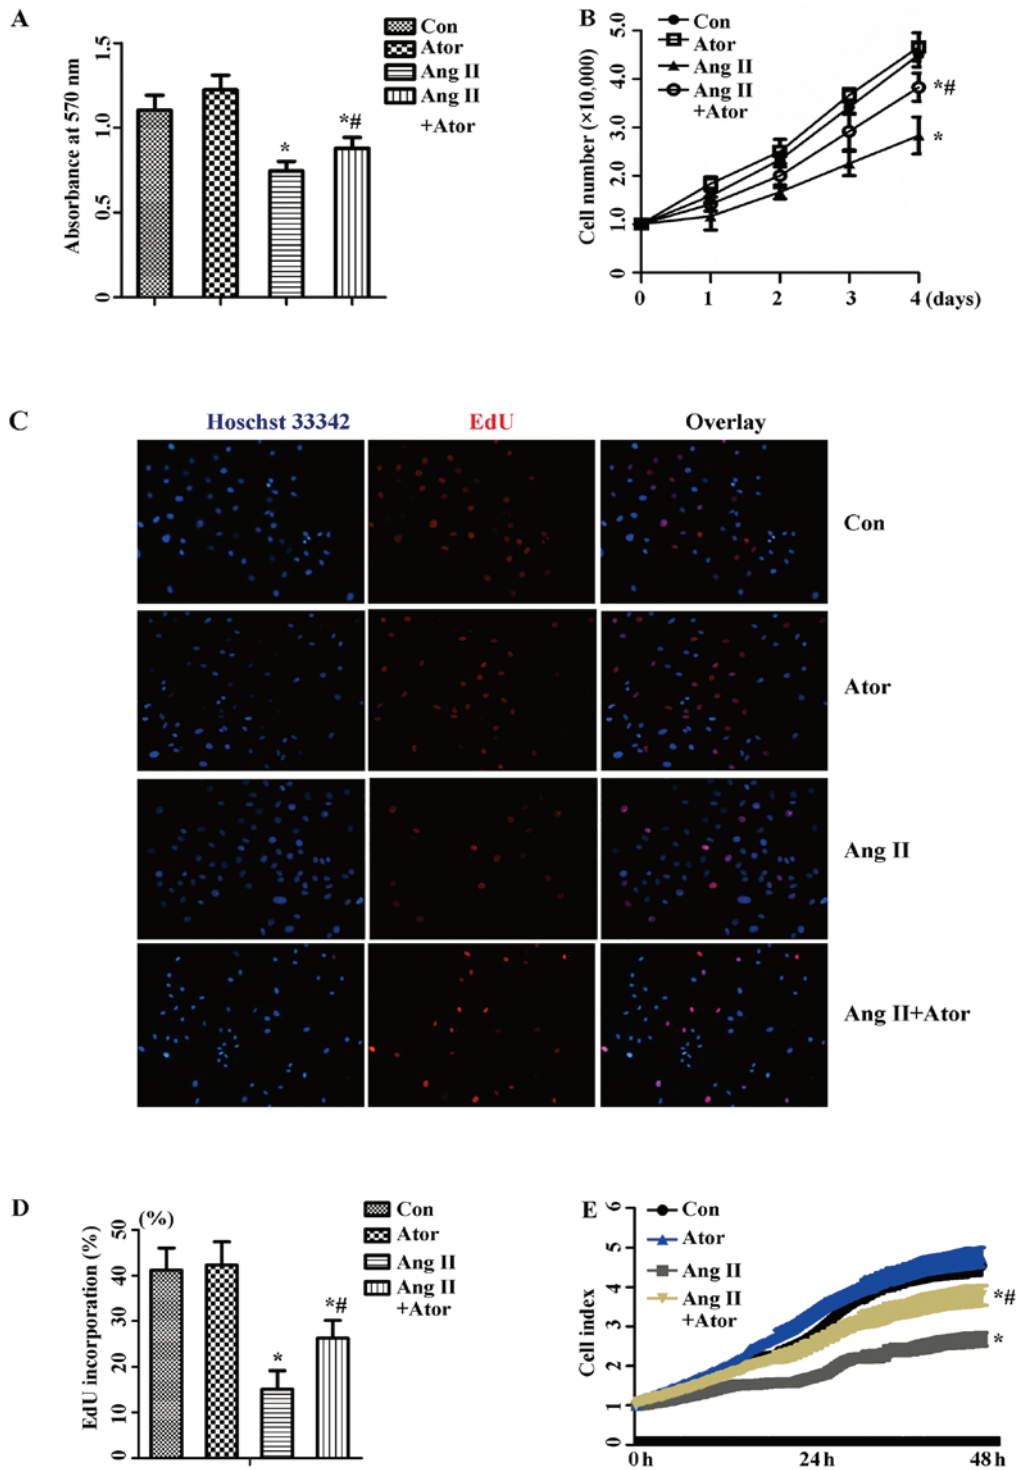 A
Con
Ator
Ang II
Ang II
+Ator
Absorbance at 570 nm
1.5
1.0
0.5
0
*
*#
B
Con
Ator
Ang II
Ang II
+Ator
Cell number (×10,000)
5.0
4.0
3.0
2.0
1.0
0
*#
*
0 1 2 3 4 (days)
C
Hoschst 33342 EdU Overlay
Con
Ator
Ang II
Ang II+Ator
D
(%)
Con
Ator
Ang II
Ang II
+Ator
EdU incorporation (%)
50
40
30
20
10
0
*
*#
E
Con
Ator
Ang II
Ang II
+Ator
Cell index
6
5
4
3
2
1
0
*#
*
0 h 24 h 48 h